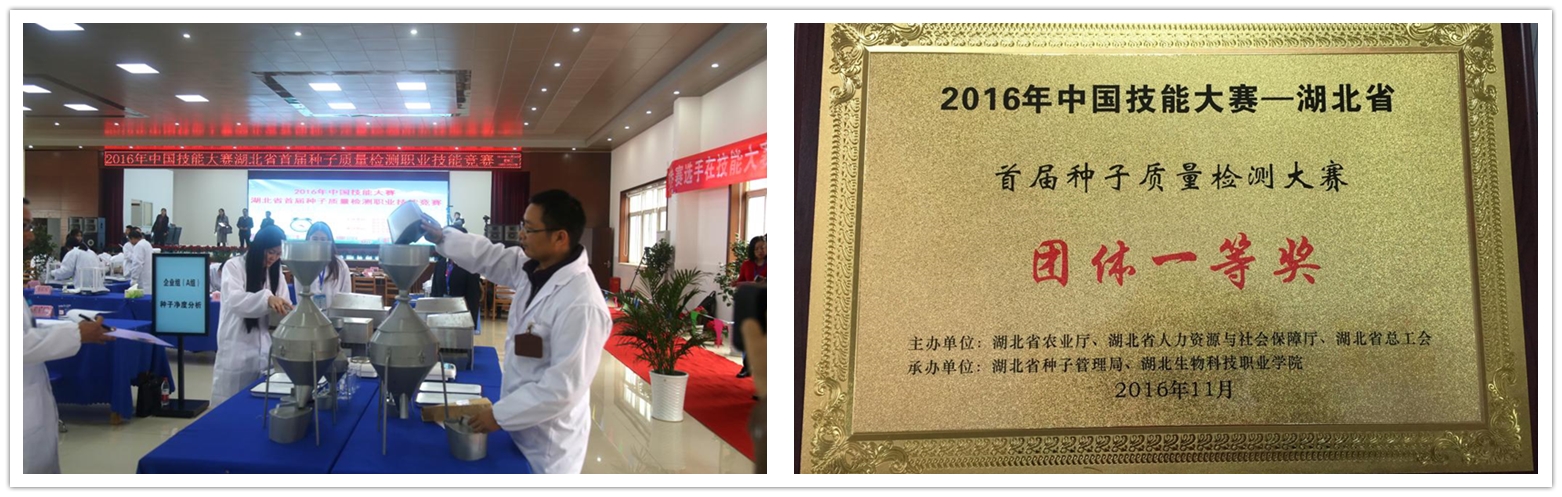 2016年中国技能大赛湖北省首届种子质量检测职业技能竞赛
2016年中国技能大赛
湖北省首届种子质量检测职业技能竞赛
赛选手在技能大赛
企业组（A组）
种子净度分析
2016年中国技能大赛—湖北省
首届种子质量检测大赛
团体一等奖
主办单位：湖北省农业厅、湖北省人力资源与社会保障厅、湖北省总工会
承办单位：湖北省种子管理局、湖北生物科技职业学院
2016年11月